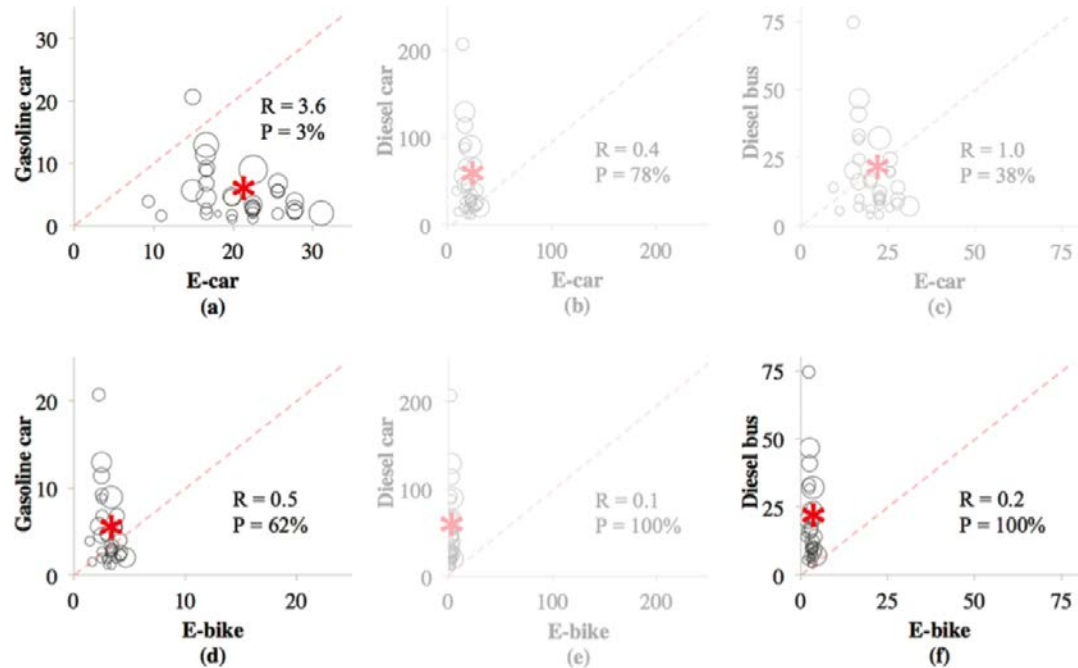 30
20
10
0
Gasoline car
R = 3.6
P = 3%
0 10 20 30
E-car
(a)
200
100
0
Diesel car
R = 0.4
P = 78%
0 100 200
E-car
(b)
75
50
25
0
Diesel bus
R = 1.0
P = 38%
0 25 50 75
E-car
(c)
20
10
0
Gasoline car
R = 0.5
P = 62%
0 10 20
E-bike
(d)
200
100
0
Diesel car
R = 0.1
P = 100%
0 100 200
E-bike
(e)
75
50
25
0
Diesel bus
R = 0.2
P = 100%
0 25 50 75
E-bike
(f)